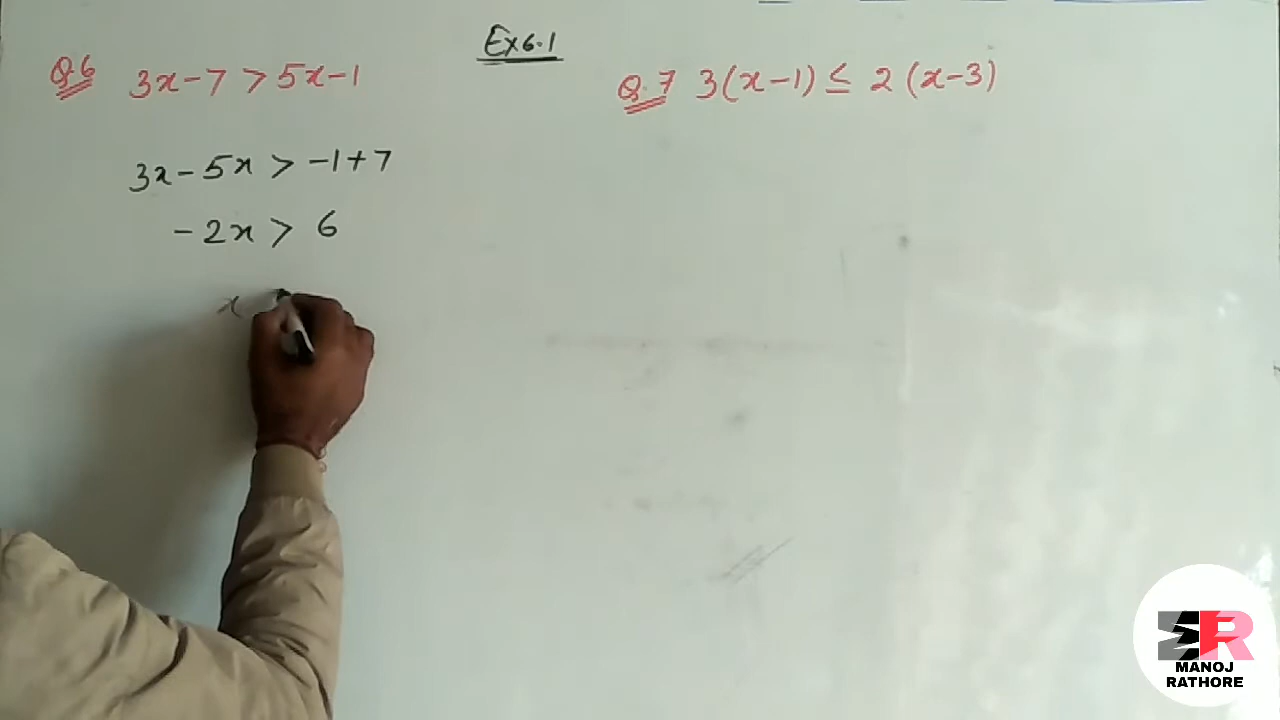 Ex 6.1
Q.6 3x-7 > 5x-1
3x-5x > -1+7
-2x > 6
x
Q.7 3(x-1) ≤ 2(x-3)
MANOJ
RATHORE